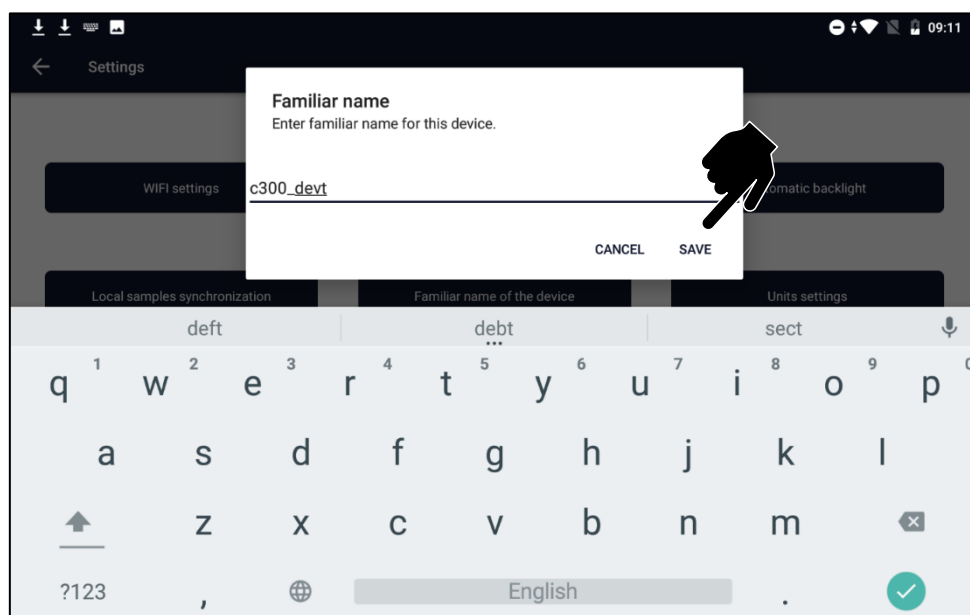 09:11
Settings
Familiar name
Enter familiar name for this device.
WIFI settings
c300_devt
omatic backlight
CANCEL SAVE
Local samples synchronization
Familiar name of the device
Units settings
deft debt sect
1 2 3 4 5 6 7 8 9 0
q w e r t y u i o p
a s d f g h j k l
z x c v b n m
?123 , English .